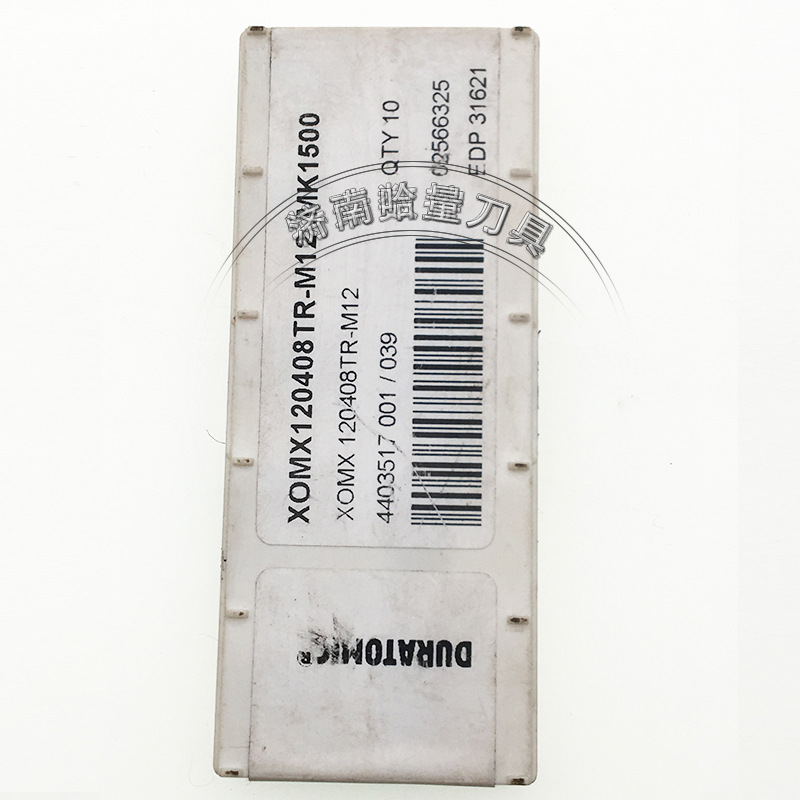 XOMX120408TR-M12, MK1500
XOMX 120408TR-M12
QTY 10
4403517 001 / 039
02566325
EDP 31621
DURATOMIC®
济南蛤量刀具